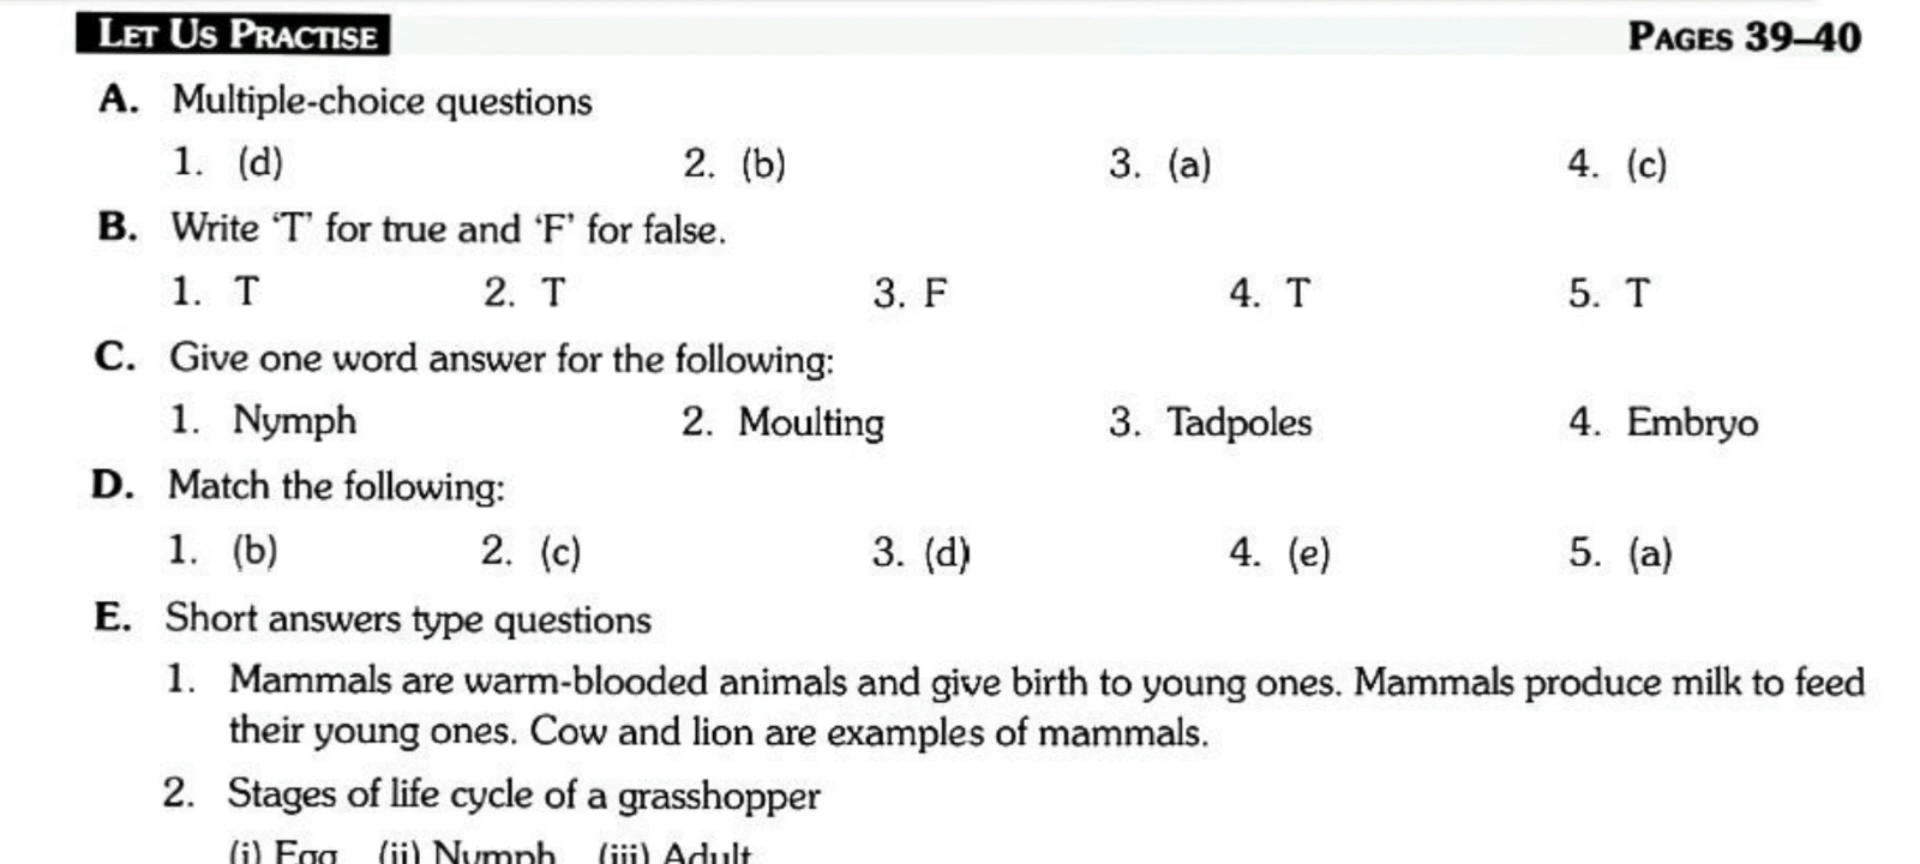 LET US PRACTISE PAGES 39–40
A. Multiple-choice questions
1. (d) 2. (b) 3. (a) 4. (c)
B. Write ‘T’ for true and ‘F’ for false.
1. T 2. T 3. F 4. T 5. T
C. Give one word answer for the following:
1. Nymph 2. Moulting 3. Tadpoles 4. Embryo
D. Match the following:
1. (b) 2. (c) 3. (d) 4. (e) 5. (a)
E. Short answers type questions
1. Mammals are warm-blooded animals and give birth to young ones. Mammals produce milk to feed
their young ones. Cow and lion are examples of mammals.
2. Stages of life cycle of a grasshopper
(i) Egg (ii) Nymph (iii) Adult